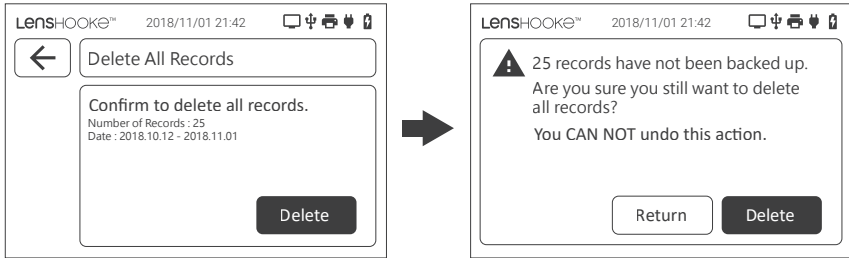 LENSHOOKE™ 2018/11/01 21:42
Delete All Records
Confirm to delete all records.
Number of Records : 25
Date : 2018.10.12 - 2018.11.01
Delete
LENSHOOKE™ 2018/11/01 21:42
25 records have not been backed up.
Are you sure you still want to delete
all records?
You CAN NOT undo this action.
Return Delete